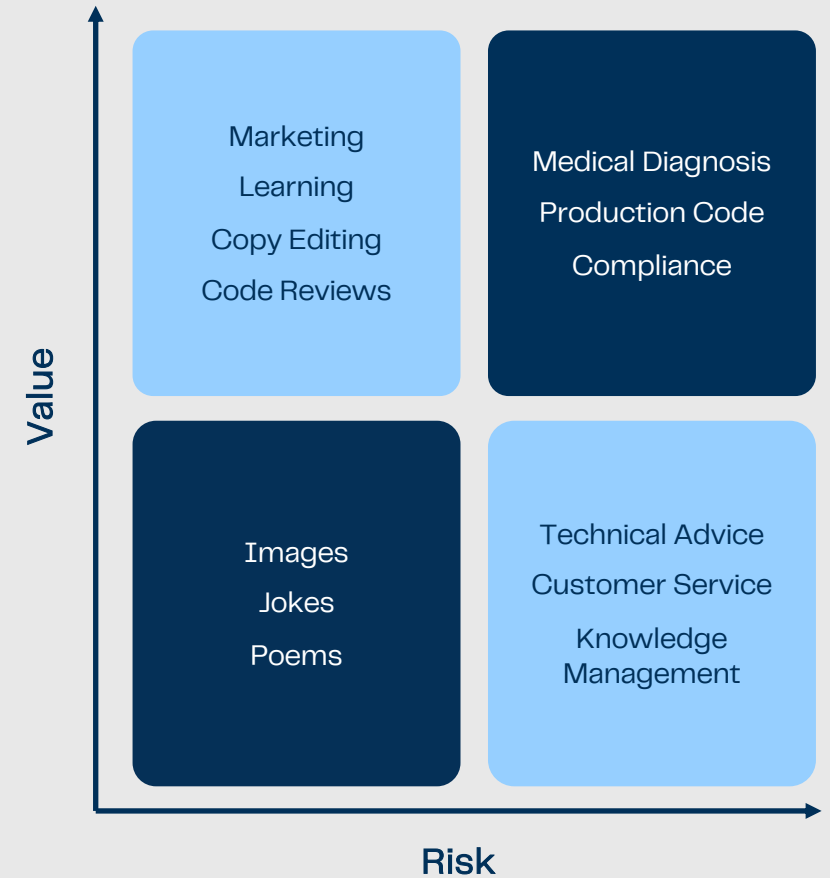 Value
Marketing
Learning
Copy Editing
Code Reviews
Medical Diagnosis
Production Code
Compliance
Images
Jokes
Poems
Technical Advice
Customer Service
Knowledge
Management
Risk